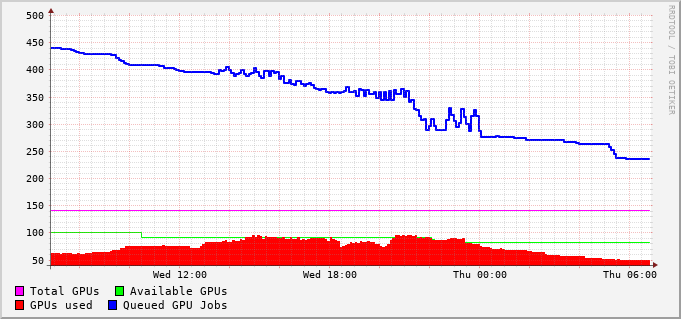 500
450
400
350
300
250
200
150
100
50
Wed 12:00 Wed 18:00 Thu 00:00 Thu 06:00
Total GPUs Available GPUs
GPUs used Queued GPU Jobs
RRDTOOL / TOBI OETIKER